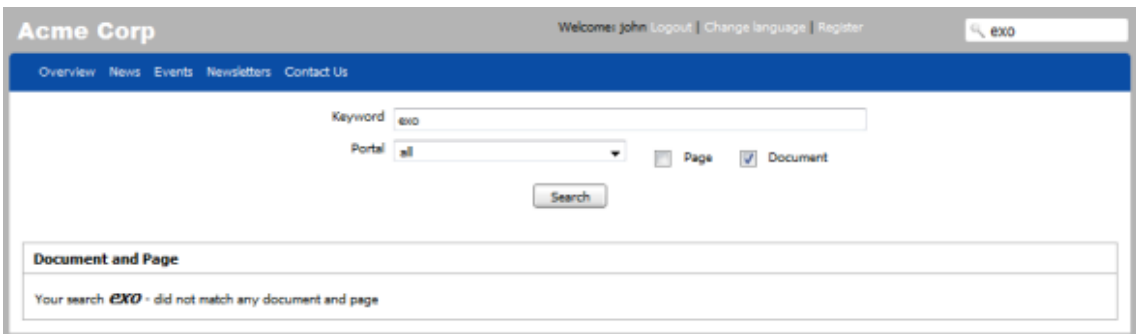 Acme Corp
Welcome: john Logout | Change language | Register
exo
Overview News Events Newsletters Contact Us
Keyword exo
Portal all Page Document
Search
Document and Page
Your search exo - did not match any document and page